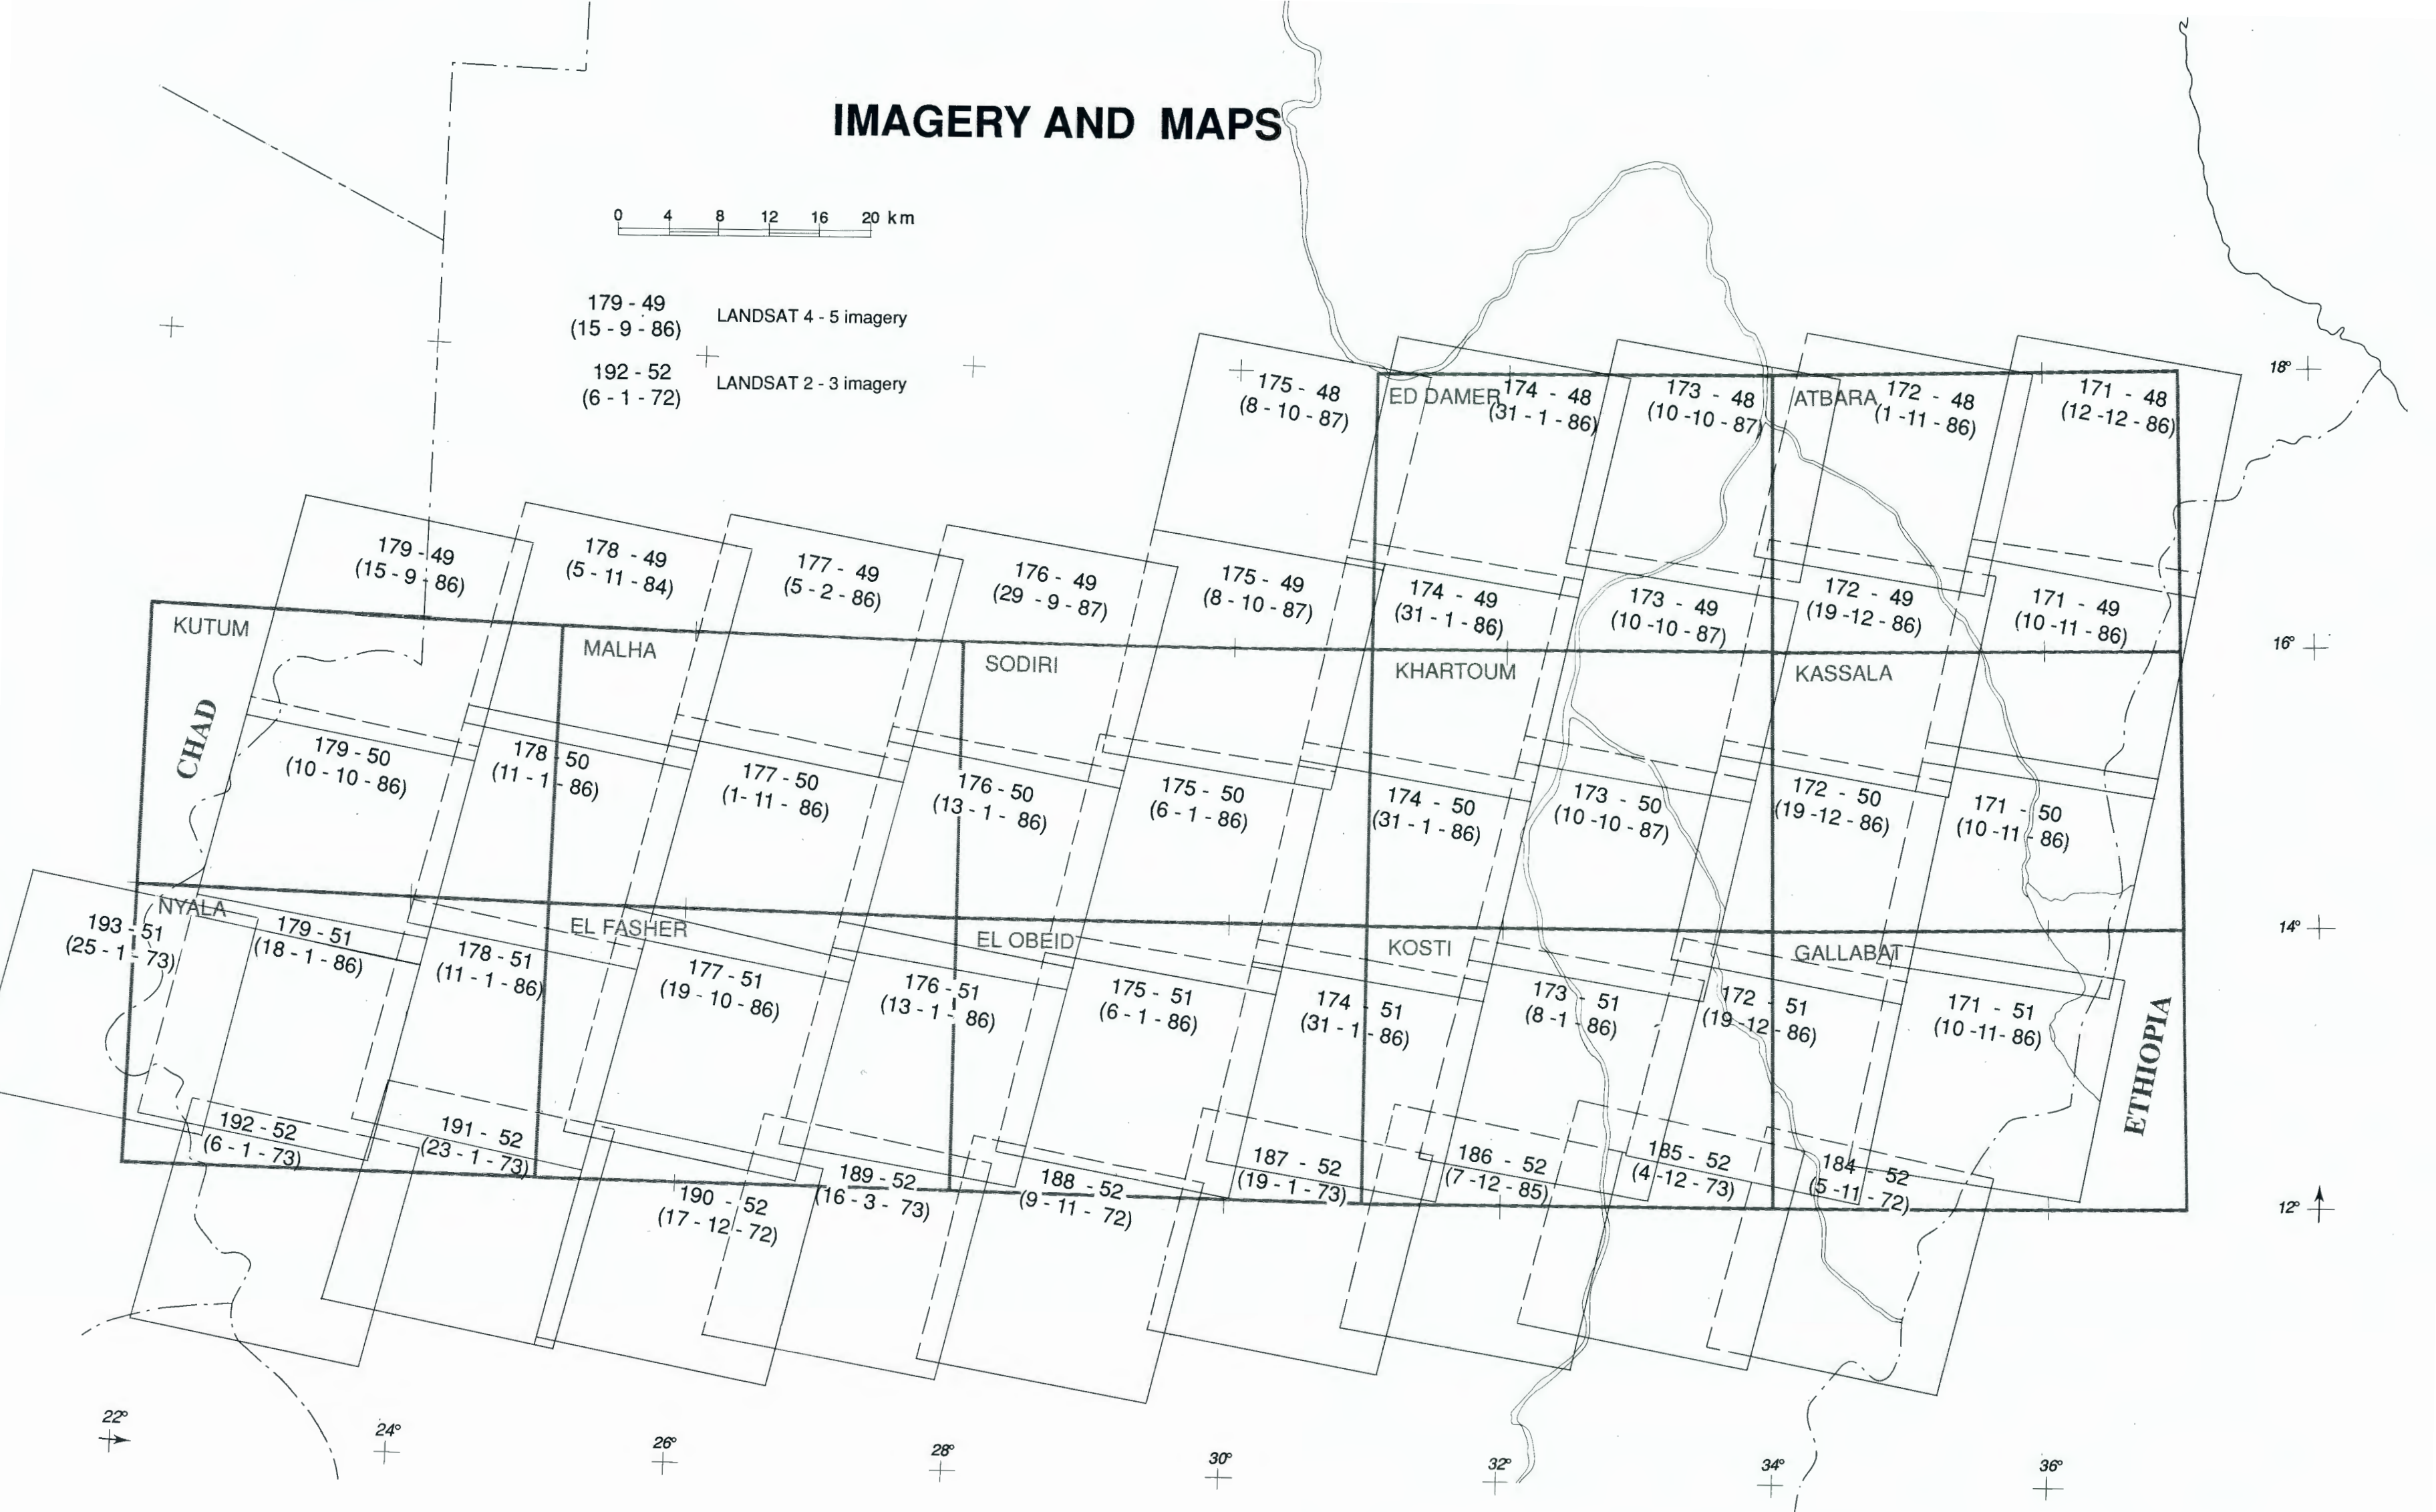 IMAGERY AND MAPS
0 4 8 12 16 20 km
179 - 49
(15 - 9 - 86)
LANDSAT 4 - 5 imagery
192 - 52
(6 - 1 - 72)
LANDSAT 2 - 3 imagery
18°
175 - 48
(8 - 10 - 87)
ED DAMER
174 - 48
(31 - 1 - 86)
173 - 48
(10 -10 - 87)
ATBARA
172 - 48
(1 -11 - 86)
171 - 48
(12 -12 - 86)
179 - 49
(15 - 9 - 86)
178 - 49
(5 - 11 - 84)
177 - 49
(5 - 2 - 86)
176 - 49
(29 - 9 - 87)
175 - 49
(8 - 10 - 87)
174 - 49
(31 - 1 - 86)
173 - 49
(10 -10 - 87)
172 - 49
(19 -12 - 86)
171 - 49
(10 -11 - 86)
16°
KUTUM
MALHA
SODIRI
KHARTOUM
KASSALA
CHAD
179 - 50
(10 - 10 - 86)
178 - 50
(11 - 1 - 86)
177 - 50
(1- 11 - 86)
176 - 50
(13 - 1 - 86)
175 - 50
(6 - 1 - 86)
174 - 50
(31 - 1 - 86)
173 - 50
(10 -10 - 87)
172 - 50
(19 -12 - 86)
171 - 50
(10 -11 - 86)
NYALA
EL FASHER
EL OBEID
KOSTI
GALLABAT
14°
193 - 51
(25 - 1 - 73)
179 - 51
(18 - 1 - 86)
178 - 51
(11 - 1 - 86)
177 - 51
(19 - 10 - 86)
176 - 51
(13 - 1 - 86)
175 - 51
(6 - 1 - 86)
174 - 51
(31 - 1 - 86)
173 - 51
(8 - 1 - 86)
172 - 51
(19 -12 - 86)
171 - 51
(10 -11- 86)
ETHIOPIA
192 - 52
(6 - 1 - 73)
191 - 52
(23 - 1 - 73)
190 - 52
(17 - 12 - 72)
189 - 52
(16 - 3 - 73)
188 - 52
(9 - 11 - 72)
187 - 52
(19 - 1 - 73)
186 - 52
(7 -12 - 85)
185 - 52
(4 -12 - 73)
184 - 52
(5 -11 - 72)
12°
22°
24°
26°
28°
30°
32°
34°
36°